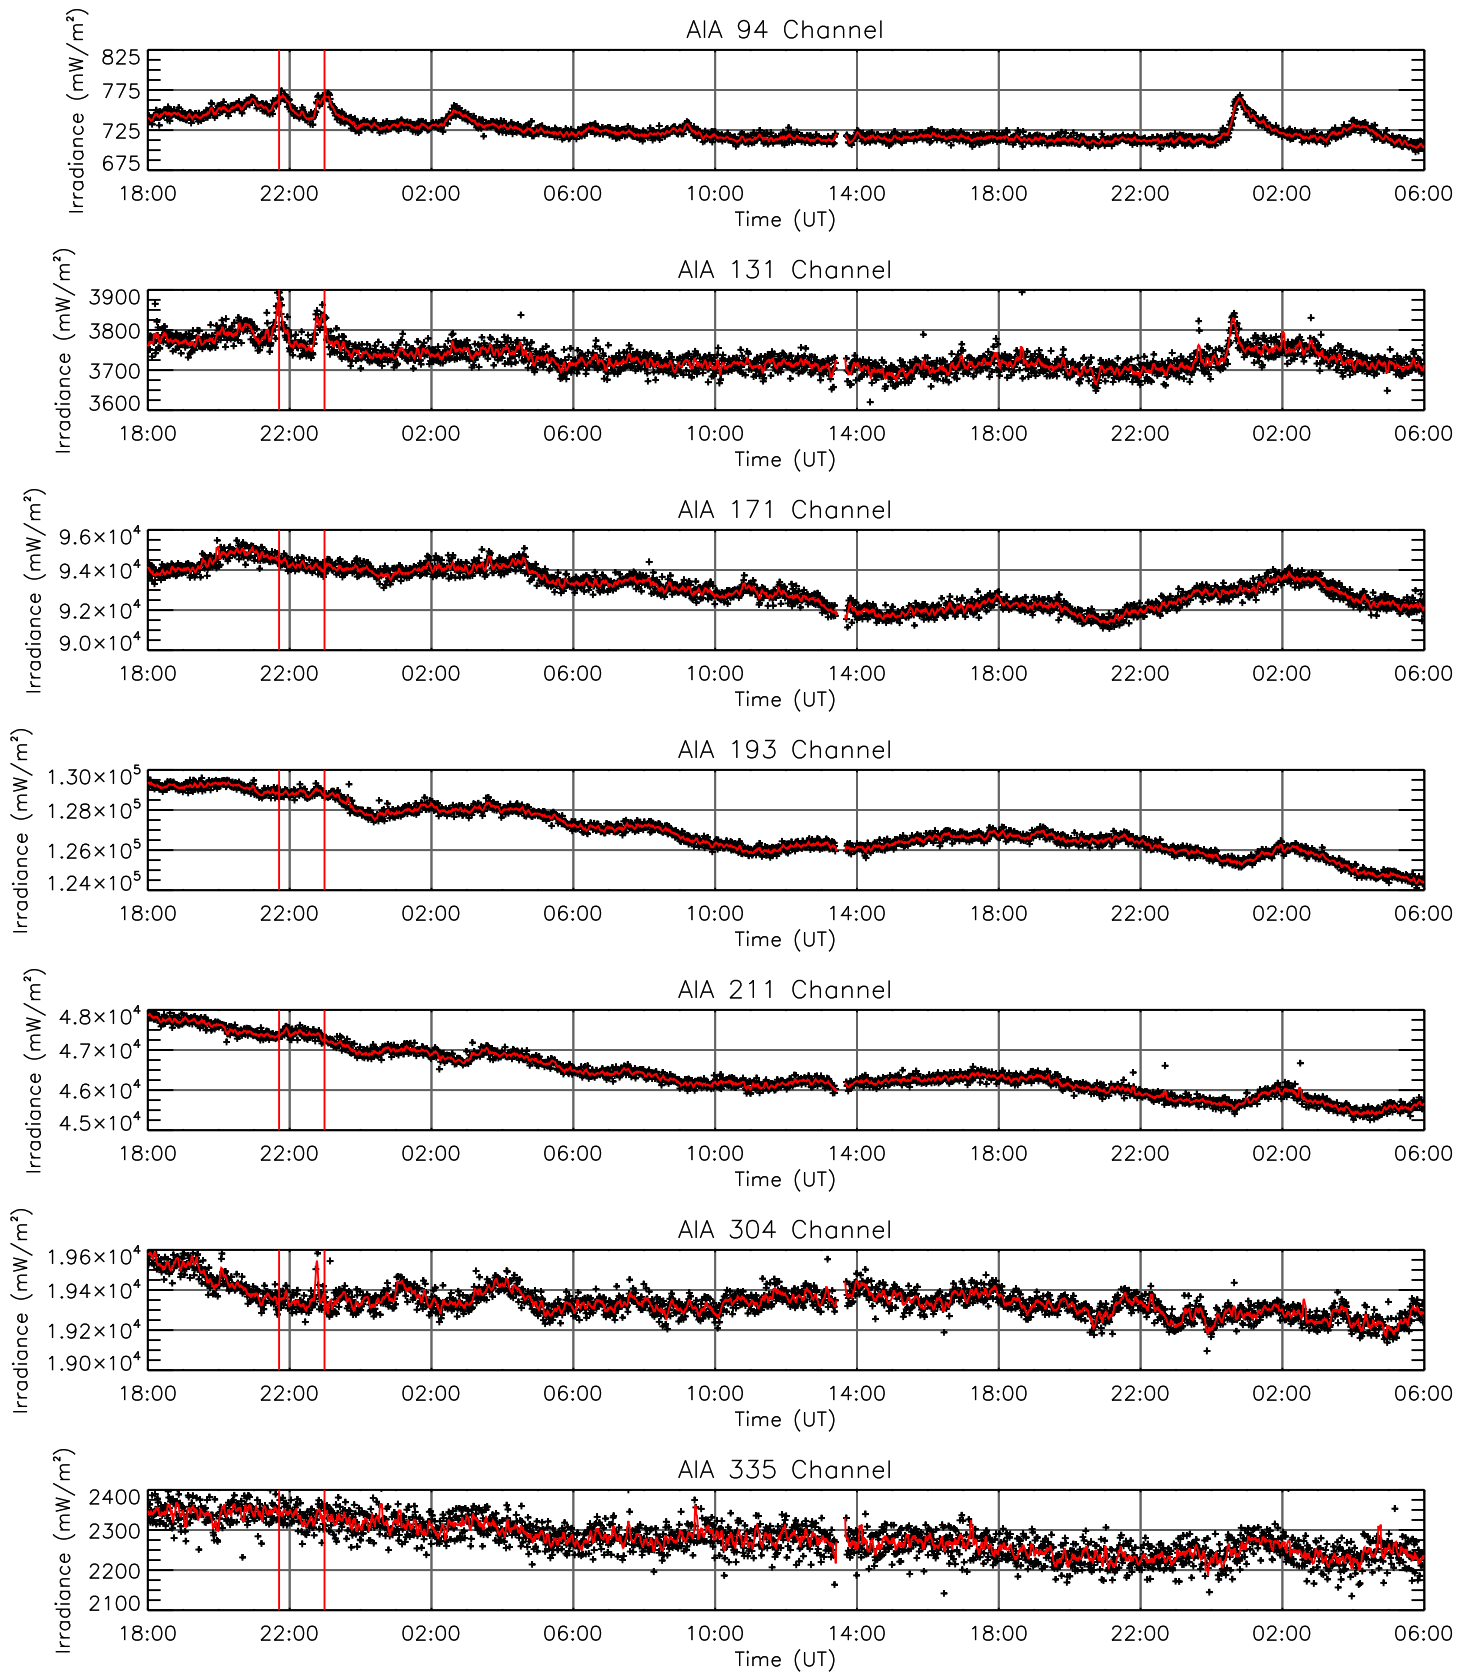 AIA 94 Channel
Irradiance (mW/m²)
825
775
725
675
18:00 22:00 02:00 06:00 10:00 14:00 18:00 22:00 02:00 06:00
Time (UT)
AIA 131 Channel
Irradiance (mW/m²)
3900
3800
3700
3600
18:00 22:00 02:00 06:00 10:00 14:00 18:00 22:00 02:00 06:00
Time (UT)
AIA 171 Channel
Irradiance (mW/m²)
9.6×10⁴
9.4×10⁴
9.2×10⁴
9.0×10⁴
18:00 22:00 02:00 06:00 10:00 14:00 18:00 22:00 02:00 06:00
Time (UT)
AIA 193 Channel
Irradiance (mW/m²)
1.30×10⁵
1.28×10⁵
1.26×10⁵
1.24×10⁵
18:00 22:00 02:00 06:00 10:00 14:00 18:00 22:00 02:00 06:00
Time (UT)
AIA 211 Channel
Irradiance (mW/m²)
4.8×10⁴
4.7×10⁴
4.6×10⁴
4.5×10⁴
18:00 22:00 02:00 06:00 10:00 14:00 18:00 22:00 02:00 06:00
Time (UT)
AIA 304 Channel
Irradiance (mW/m²)
1.96×10⁴
1.94×10⁴
1.92×10⁴
1.90×10⁴
18:00 22:00 02:00 06:00 10:00 14:00 18:00 22:00 02:00 06:00
Time (UT)
AIA 335 Channel
Irradiance (mW/m²)
2400
2300
2200
2100
18:00 22:00 02:00 06:00 10:00 14:00 18:00 22:00 02:00 06:00
Time (UT)